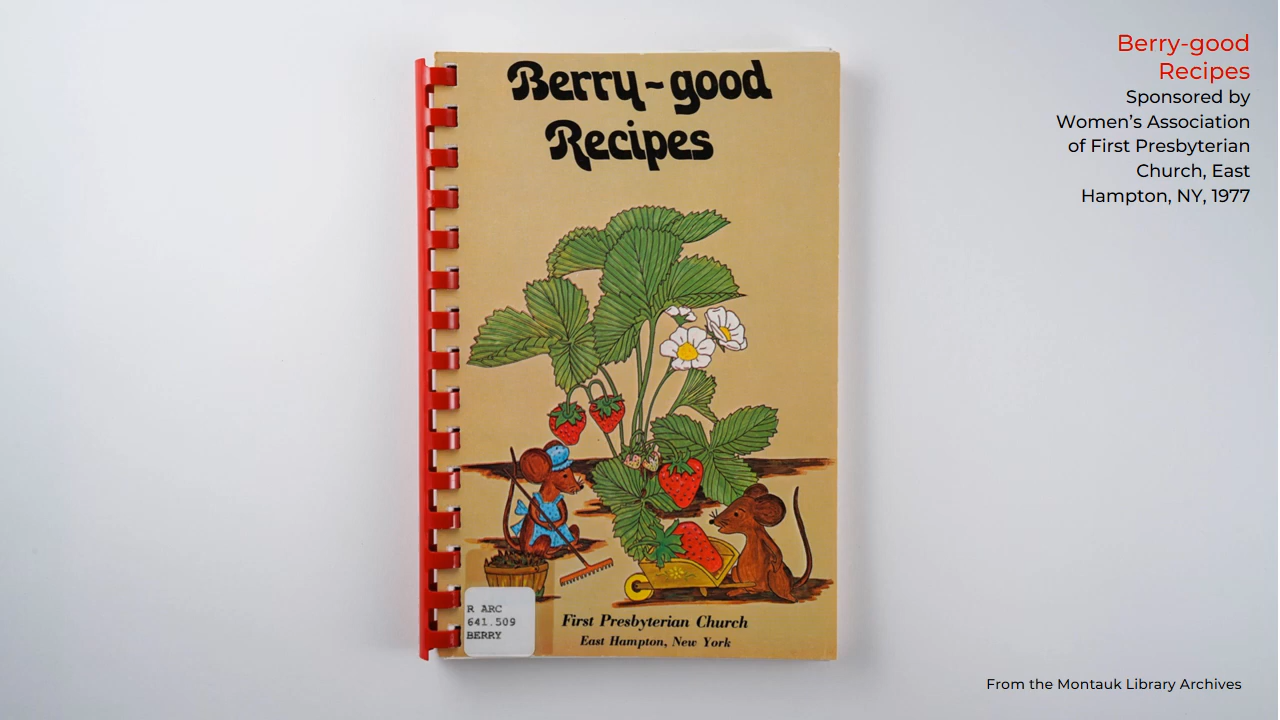 Berry-good
Recipes
R ARC
641.509
BERRY
First Presbyterian Church
East Hampton, New York
Berry-good
Recipes
Sponsored by
Women’s Association
of First Presbyterian
Church, East
Hampton, NY, 1977
From the Montauk Library Archives